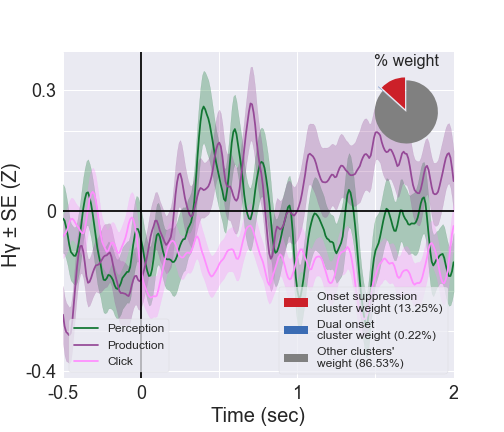 % weight
0.3
0
-0.4
Hγ ± SE (Z)
Perception
Production
Click
Onset suppression
cluster weight (13.25%)
Dual onset
cluster weight (0.22%)
Other clusters'
weight (86.53%)
-0.5
0
1
2
Time (sec)